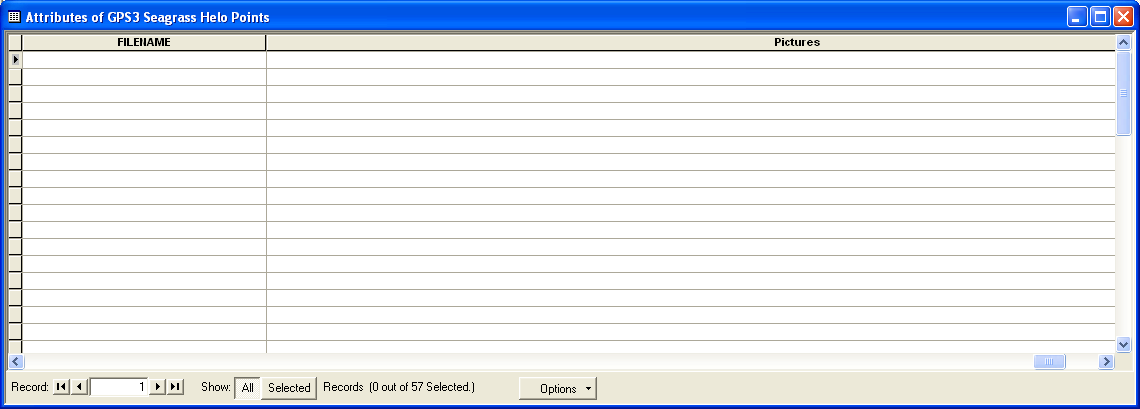 Attributes of GPS3 Seagrass Helo Points
FILENAME Pictures
Record: 1 Show: All Selected Records (0 out of 57 Selected.) Options